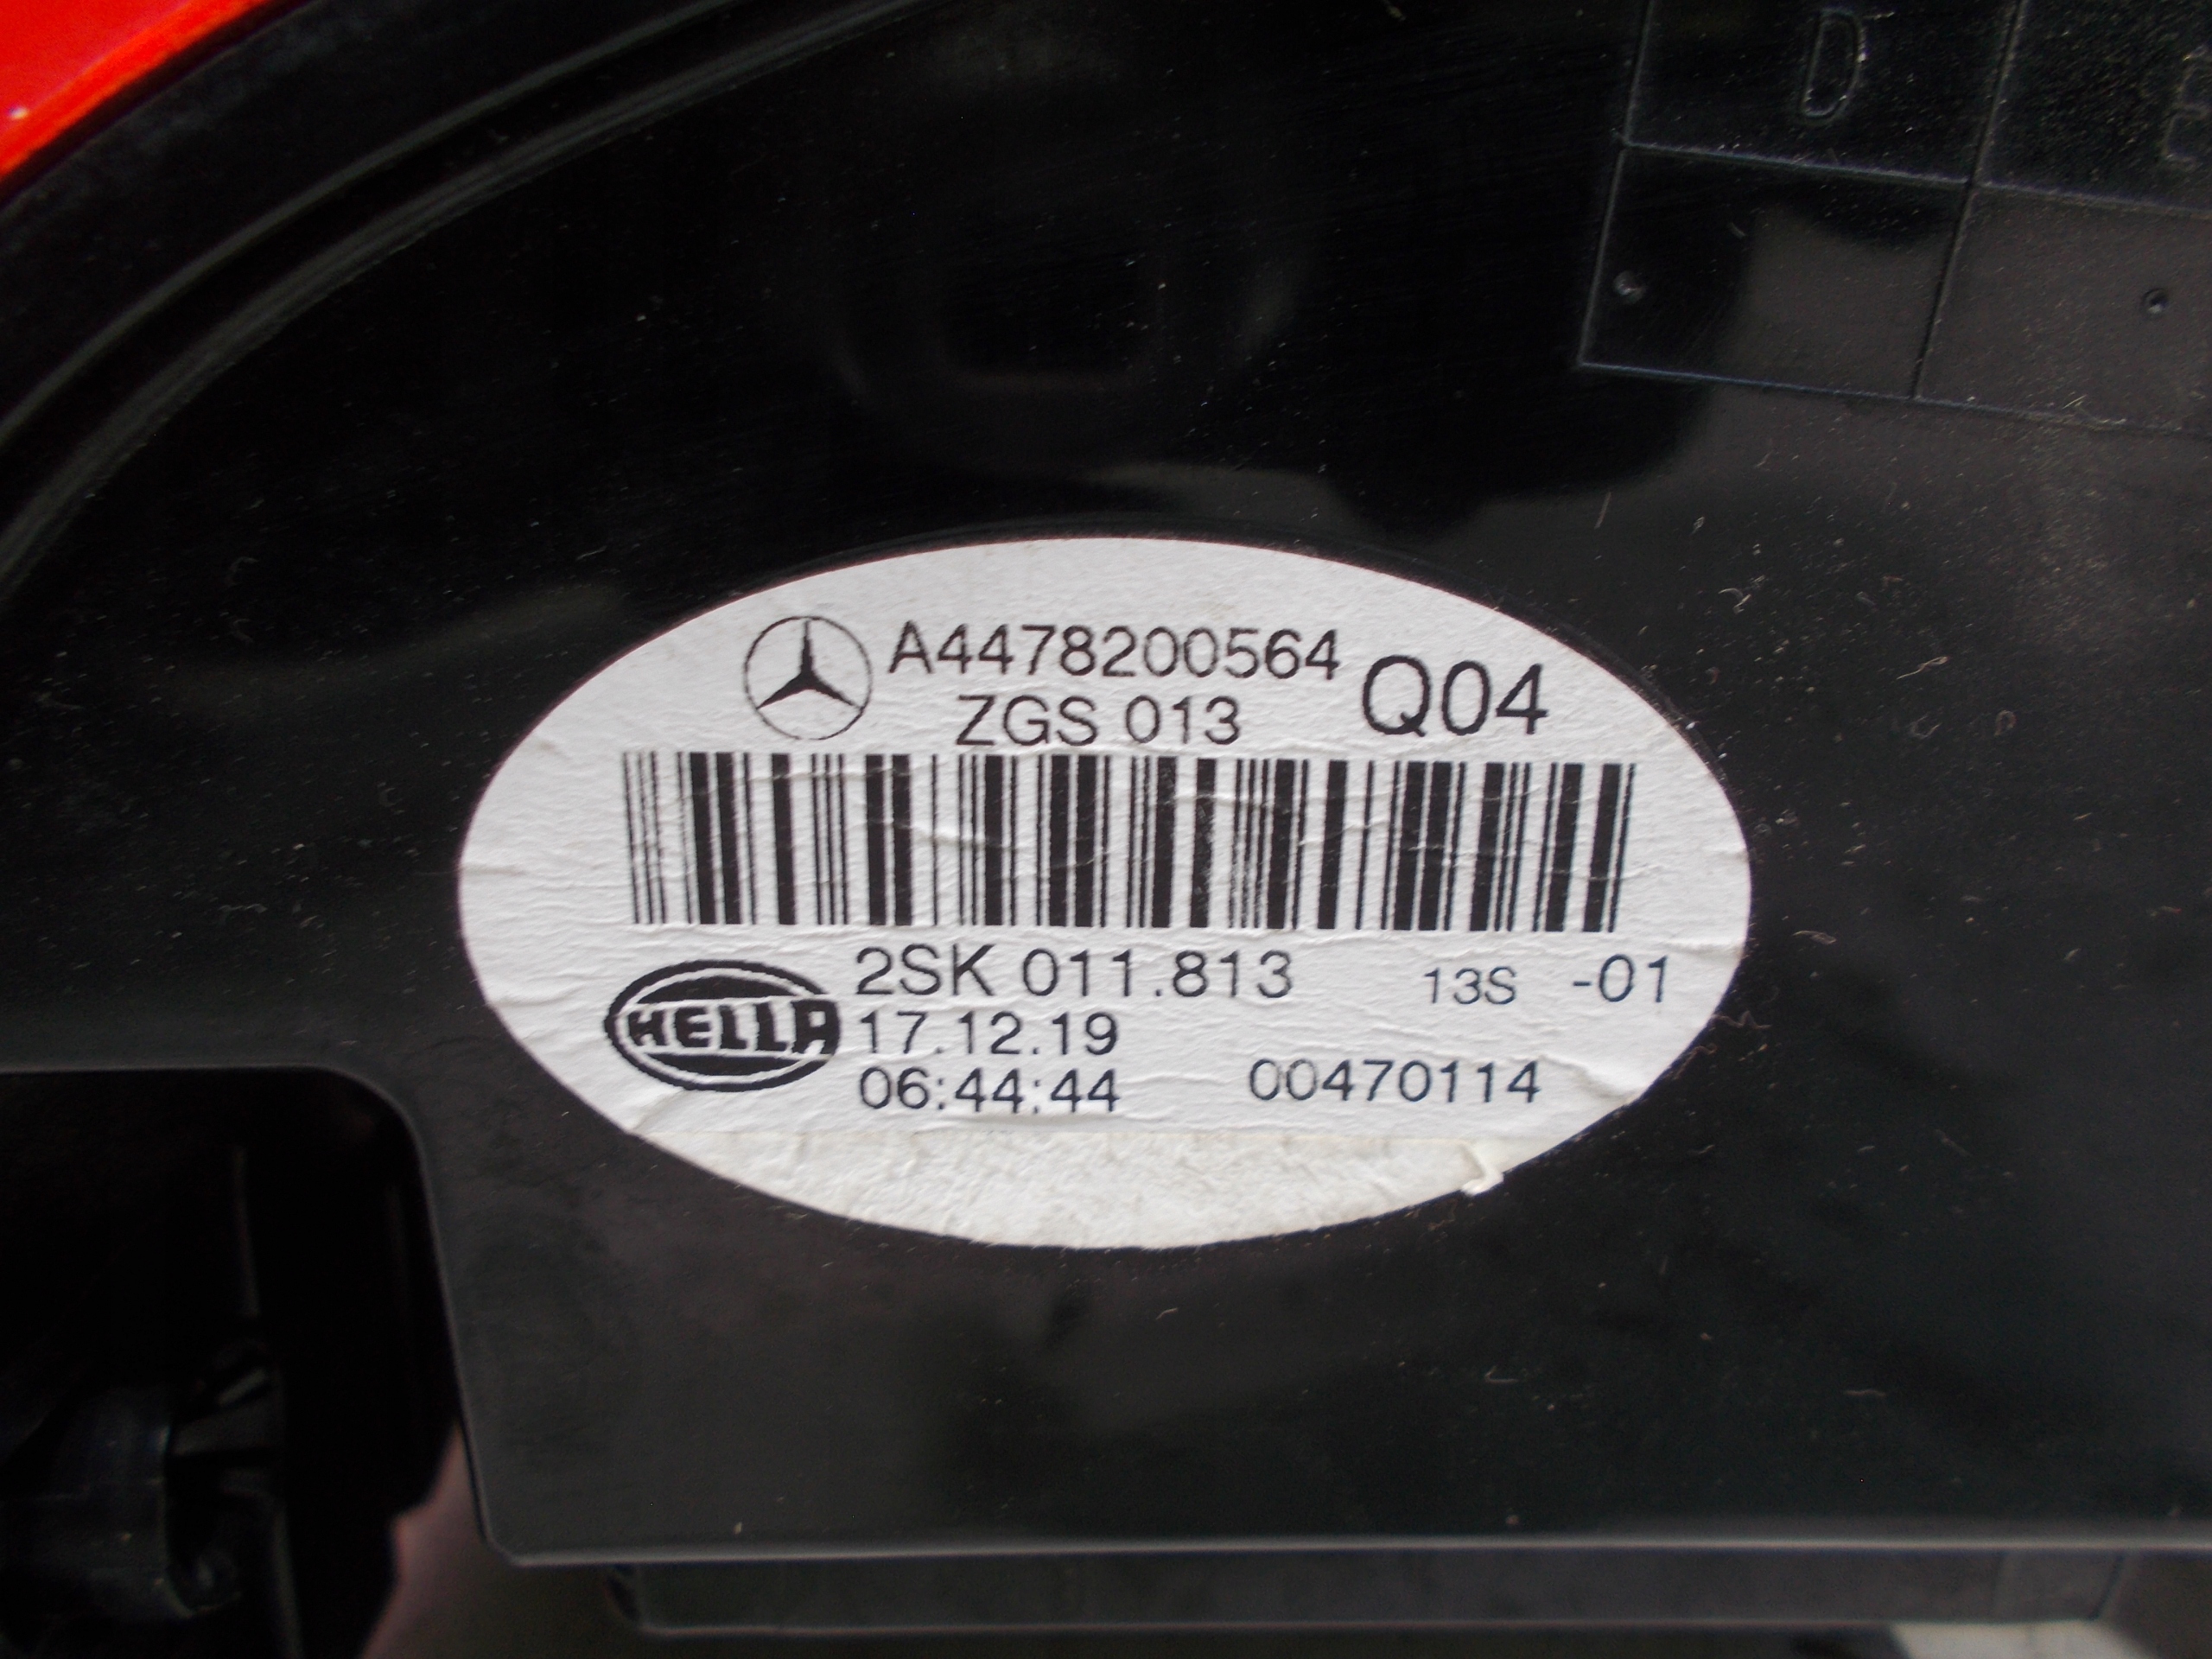 D
A4478200564
ZGS 013
Q04
2SK 011.813 13S -01
HELLA
17.12.19
06:44:44 00470114